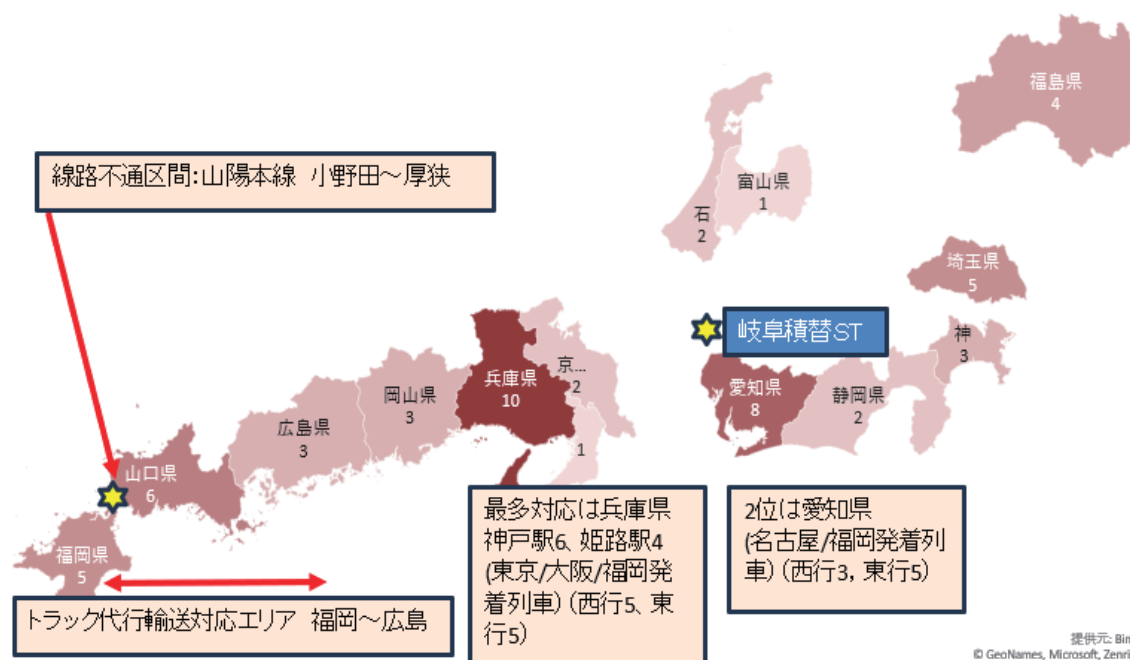 福島県
4
線路不通区間:山陽本線 小野田～厚狭
富山県
1
石
2
埼玉県
5
岐阜積替ST
神
3
兵庫県
10
京...
2
愛知県
8
静岡県
2
岡山県
3
広島県
3
1
山口県
6
福岡県
5
最多対応は兵庫県
神戸駅6、姫路駅4
(東京/大阪/福岡発
着列車)(西行5、東
行5)
2位は愛知県
(名古屋/福岡発着列
車)(西行3, 東行5)
トラック代行輸送対応エリア 福岡～広島
提供元: Bin
© GeoNames, Microsoft, Zenri